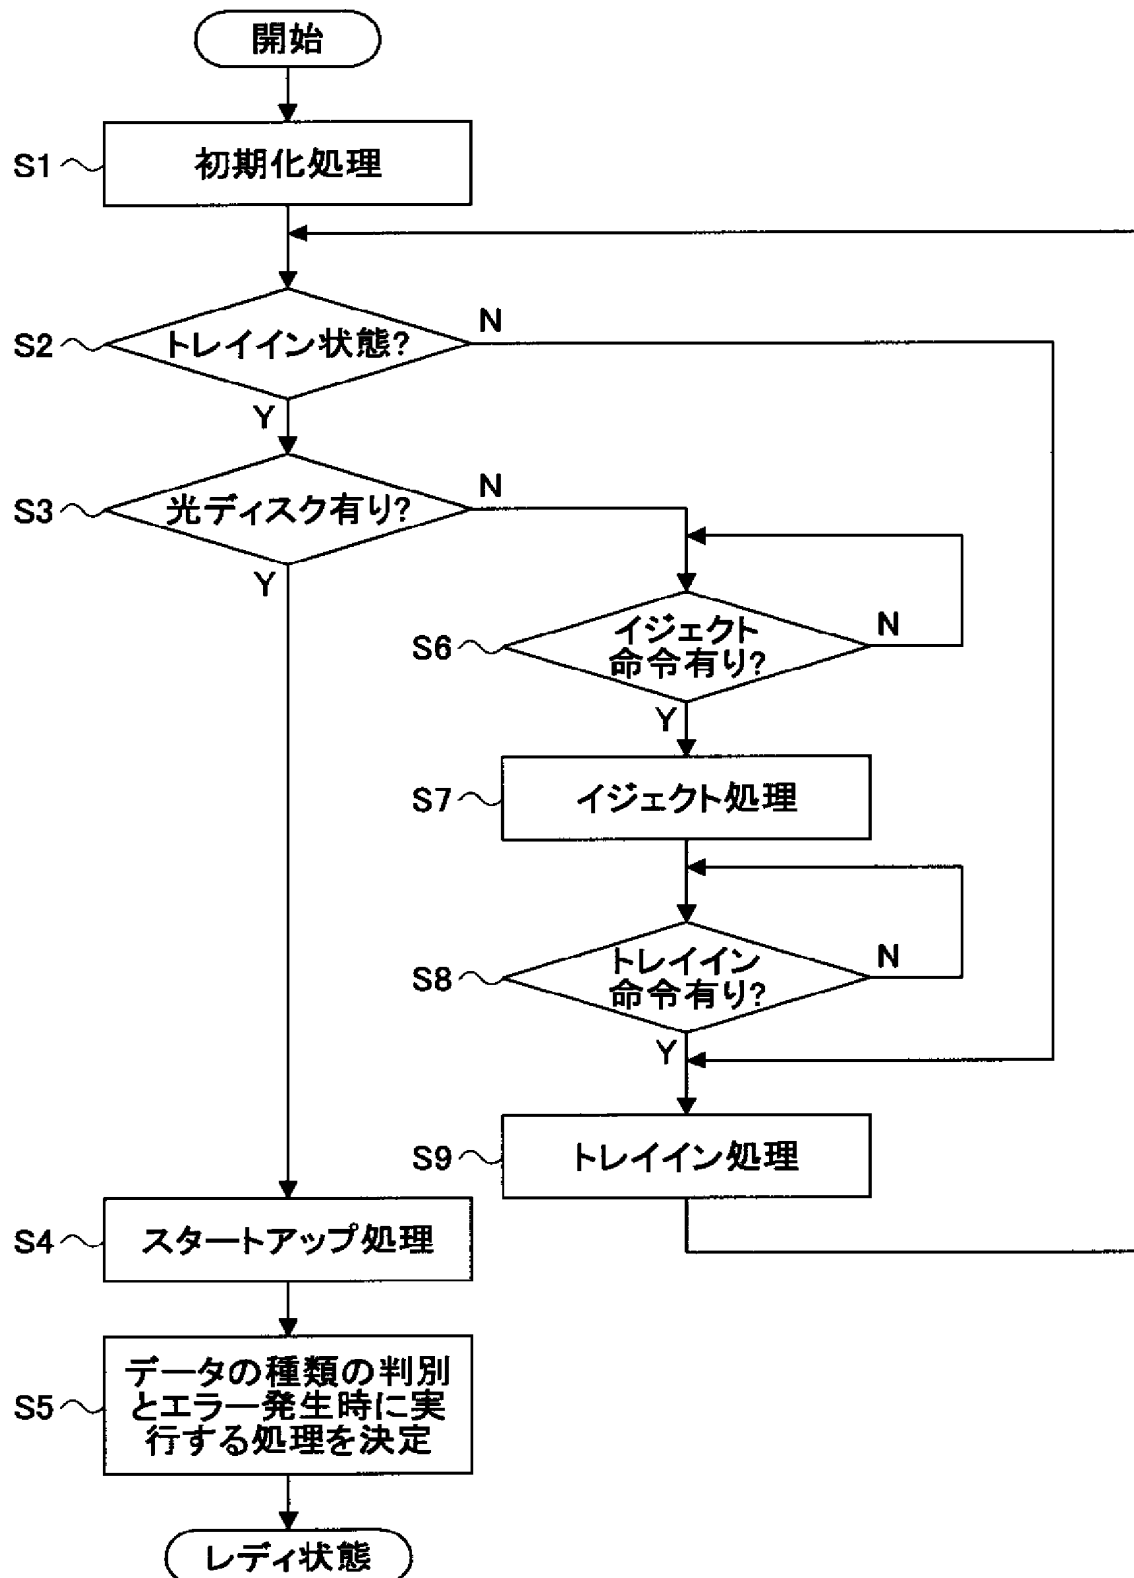 開始
S1
初期化処理
S2
トレイイン状態?
N
Y
S3
光ディスク有り?
N
Y
S6
イジェクト
命令有り?
N
Y
S7
イジェクト処理
S8
トレイイン
命令有り?
N
Y
S9
トレイイン処理
S4
スタートアップ処理
S5
データの種類の判別
とエラー発生時に実
行する処理を決定
レディ状態